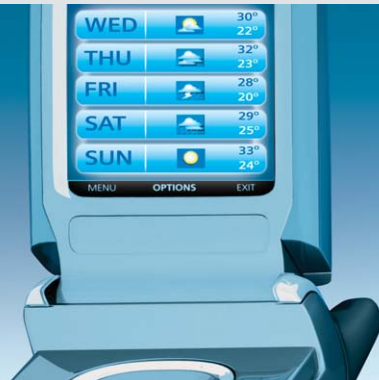 WED 30°
22°
THU 32°
23°
FRI 28°
20°
SAT 29°
25°
SUN 33°
24°
MENU OPTIONS EXIT